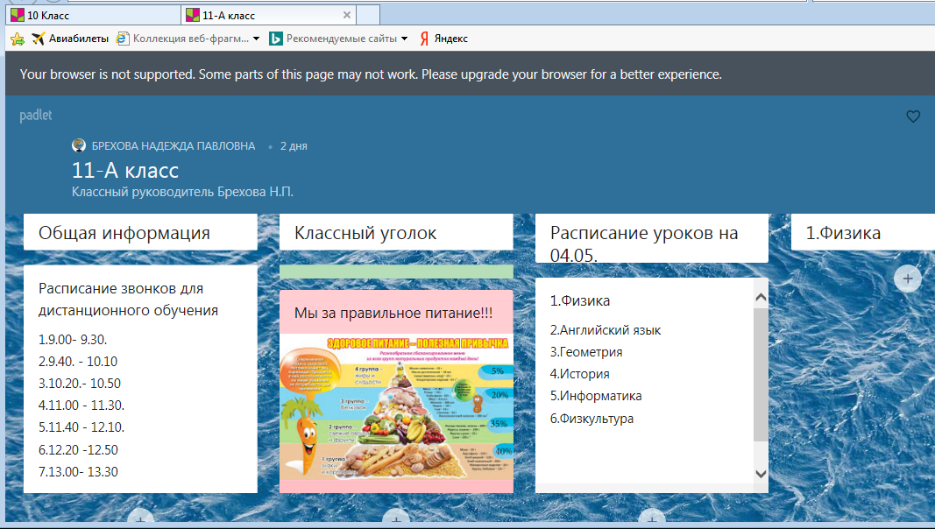 10 Класс
11-А класс
Авиабилеты
Коллекция веб-фрагм...
Рекомендуемые сайты
Яндекс
Your browser is not supported. Some parts of this page may not work. Please upgrade your browser for a better experience.
padlet
БРЕХОВА НАДЕЖДА ПАВЛОВНА • 2 дня
11-А класс
Классный руководитель Брехова Н.П.
Общая информация
Расписание звонков для
дистанционного обучения
1.9.00- 9.30.
2.9.40. - 10.10
3.10.20.- 10.50
4.11.00 - 11.30.
5.11.40 - 12.10.
6.12.20 -12.50
7.13.00- 13.30
Классный уголок
Мы за правильное питание!!!
ЗДОРОВОЕ ПИТАНИЕ – ПОЛЕЗНАЯ ПРИВЫЧКА
4 группа -
жиры и
сладости
5%
20%
35%
40%
Расписание уроков на
04.05.
1.Физика
2.Английский язык
3.Геометрия
4.История
5.Информатика
6.Физкультура
1.Физика